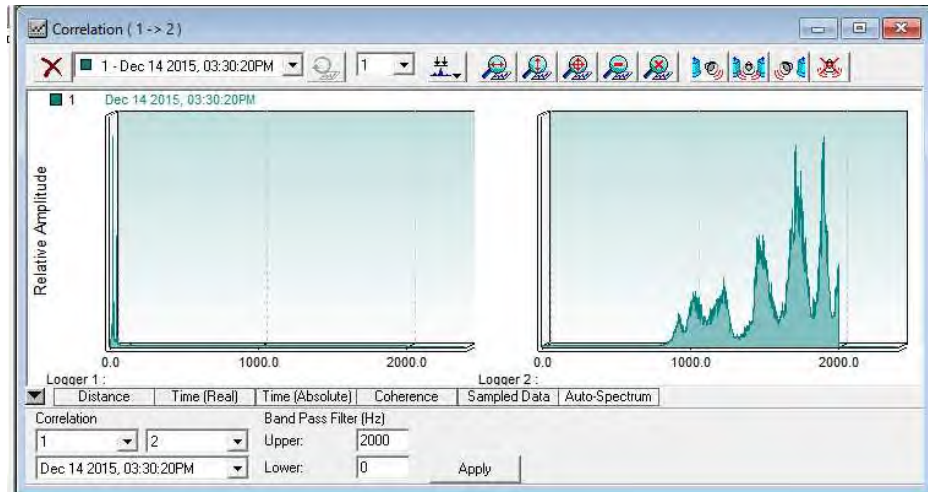 Correlation ( 1 -> 2 )
1 - Dec 14 2015, 03:30:20PM 1
1 Dec 14 2015, 03:30:20PM
Relative Amplitude
0.0 1000.0 2000.0 0.0 1000.0 2000.0
Logger 1 : Logger 2 :
Distance Time (Real) Time (Absolute) Coherence Sampled Data Auto-Spectrum
Correlation Band Pass Filter (Hz)
1 2 Upper: 2000
Dec 14 2015, 03:30:20PM Lower: 0 Apply